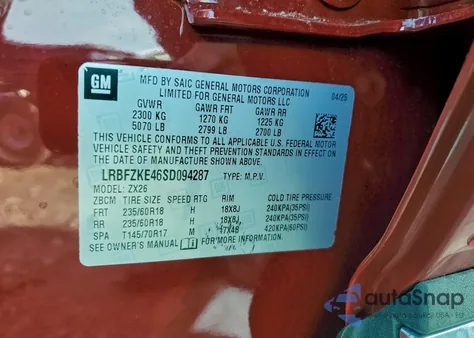 GM
MFD BY SAIC GENERAL MOTORS CORPORATION
LIMITED FOR GENERAL MOTORS LLC
04/25
GVWR GAWR FRT GAWR RR
2300 KG 1270 KG 1225 KG
5070 LB 2799 LB 2700 LB
THIS VEHICLE CONFORMS TO ALL APPLICABLE FEDERAL MOTOR
VEHICLE SAFETY AND THEFT PREVENTION STANDARDS IN EFFECT ON THE
DATE OF MANUFACTURE SHOWN ABOVE.
LRBFZKE46SD094287 TYPE: M.P.V.
MODEL: ZX26
ZBCM TIRE SIZE SPEED RTG RIM COLD TIRE PRESSURE
FRT 235/60R18 H 18X8J 240KPA(35PSI)
RR 235/60R18 H 18X8J 240KPA(35PSI)
SPA T145/70R17 M 17X4B 420KPA(60PSI)
SEE OWNER'S MANUAL FOR MORE INFORMATION.
autoSnap